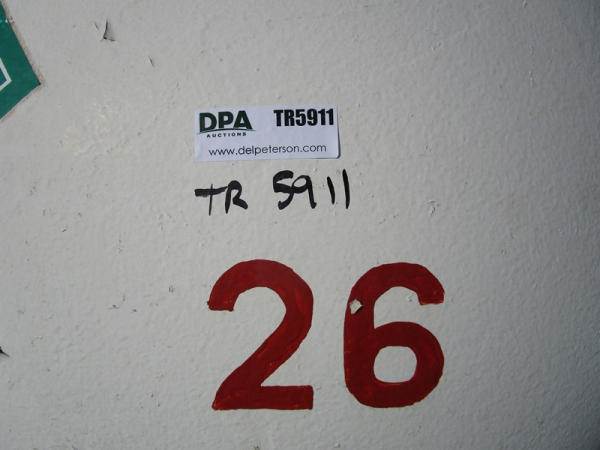 DPA TR5911
AUCTIONS
www.delpeterson.com
TR 5911
26